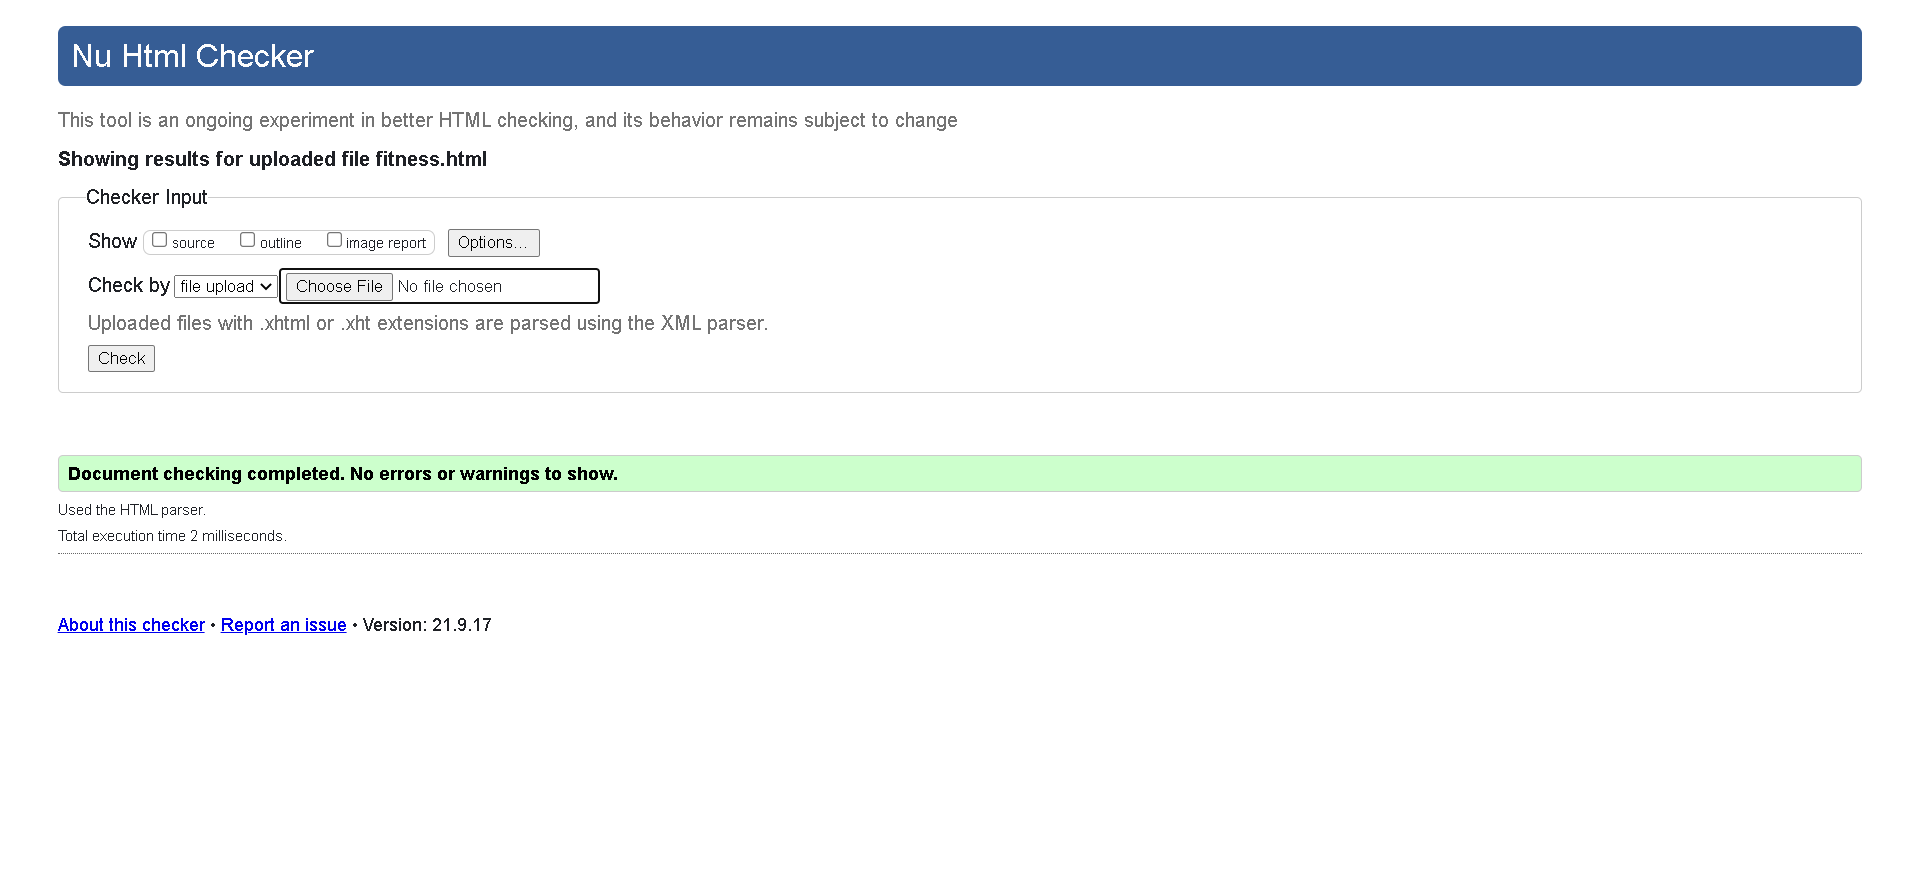 Nu Html Checker
This tool is an ongoing experiment in better HTML checking, and its behavior remains subject to change
Showing results for uploaded file fitness.html
Checker Input
Show source outline image report Options...
Check by file upload Choose File No file chosen
Uploaded files with .xhtml or .xht extensions are parsed using the XML parser.
Check
Document checking completed. No errors or warnings to show.
Used the HTML parser.
Total execution time 2 milliseconds.
About this checker • Report an issue • Version: 21.9.17